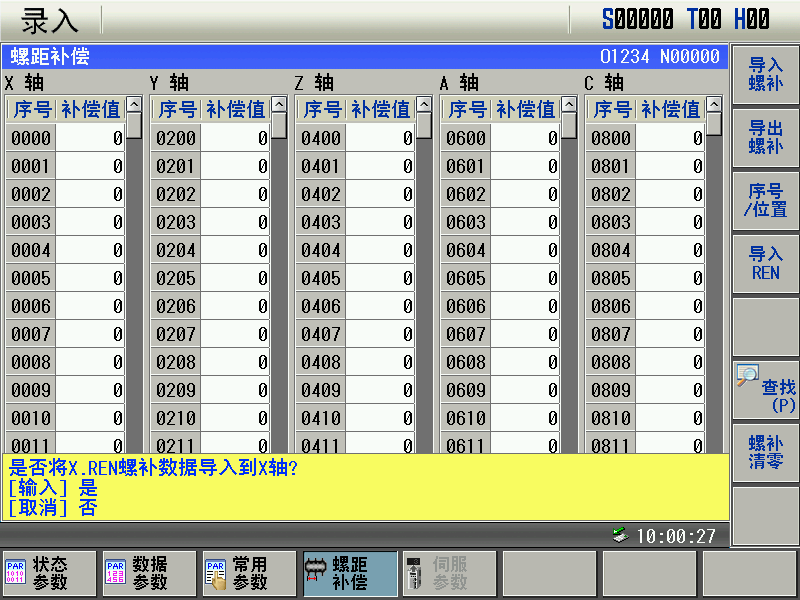 录入 S00000 T00 H00
螺距补偿 O1234 N00000
X 轴 Y 轴 Z 轴 A 轴 C 轴
序号 补偿值 序号 补偿值 序号 补偿值 序号 补偿值 序号 补偿值
0000 0 0200 0 0400 0 0600 0 0800 0
0001 0 0201 0 0401 0 0601 0 0801 0
0002 0 0202 0 0402 0 0602 0 0802 0
0003 0 0203 0 0403 0 0603 0 0803 0
0004 0 0204 0 0404 0 0604 0 0804 0
0005 0 0205 0 0405 0 0605 0 0805 0
0006 0 0206 0 0406 0 0606 0 0806 0
0007 0 0207 0 0407 0 0607 0 0807 0
0008 0 0208 0 0408 0 0608 0 0808 0
0009 0 0209 0 0409 0 0609 0 0809 0
0010 0 0210 0 0410 0 0610 0 0810 0
0011 0 0211 0 0411 0 0611 0 0811 0
是否将X.REN螺补数据导入到X轴?
[输入] 是
[取消] 否
10:00:27
导入
螺补
导出
螺补
序号
/位置
导入
REN
查找
(P)
螺补
清零
PAR
1010
0011
状态
参数
PAR
123
456
数据
参数
PAR
常用
参数
螺距
补偿
伺服
参数